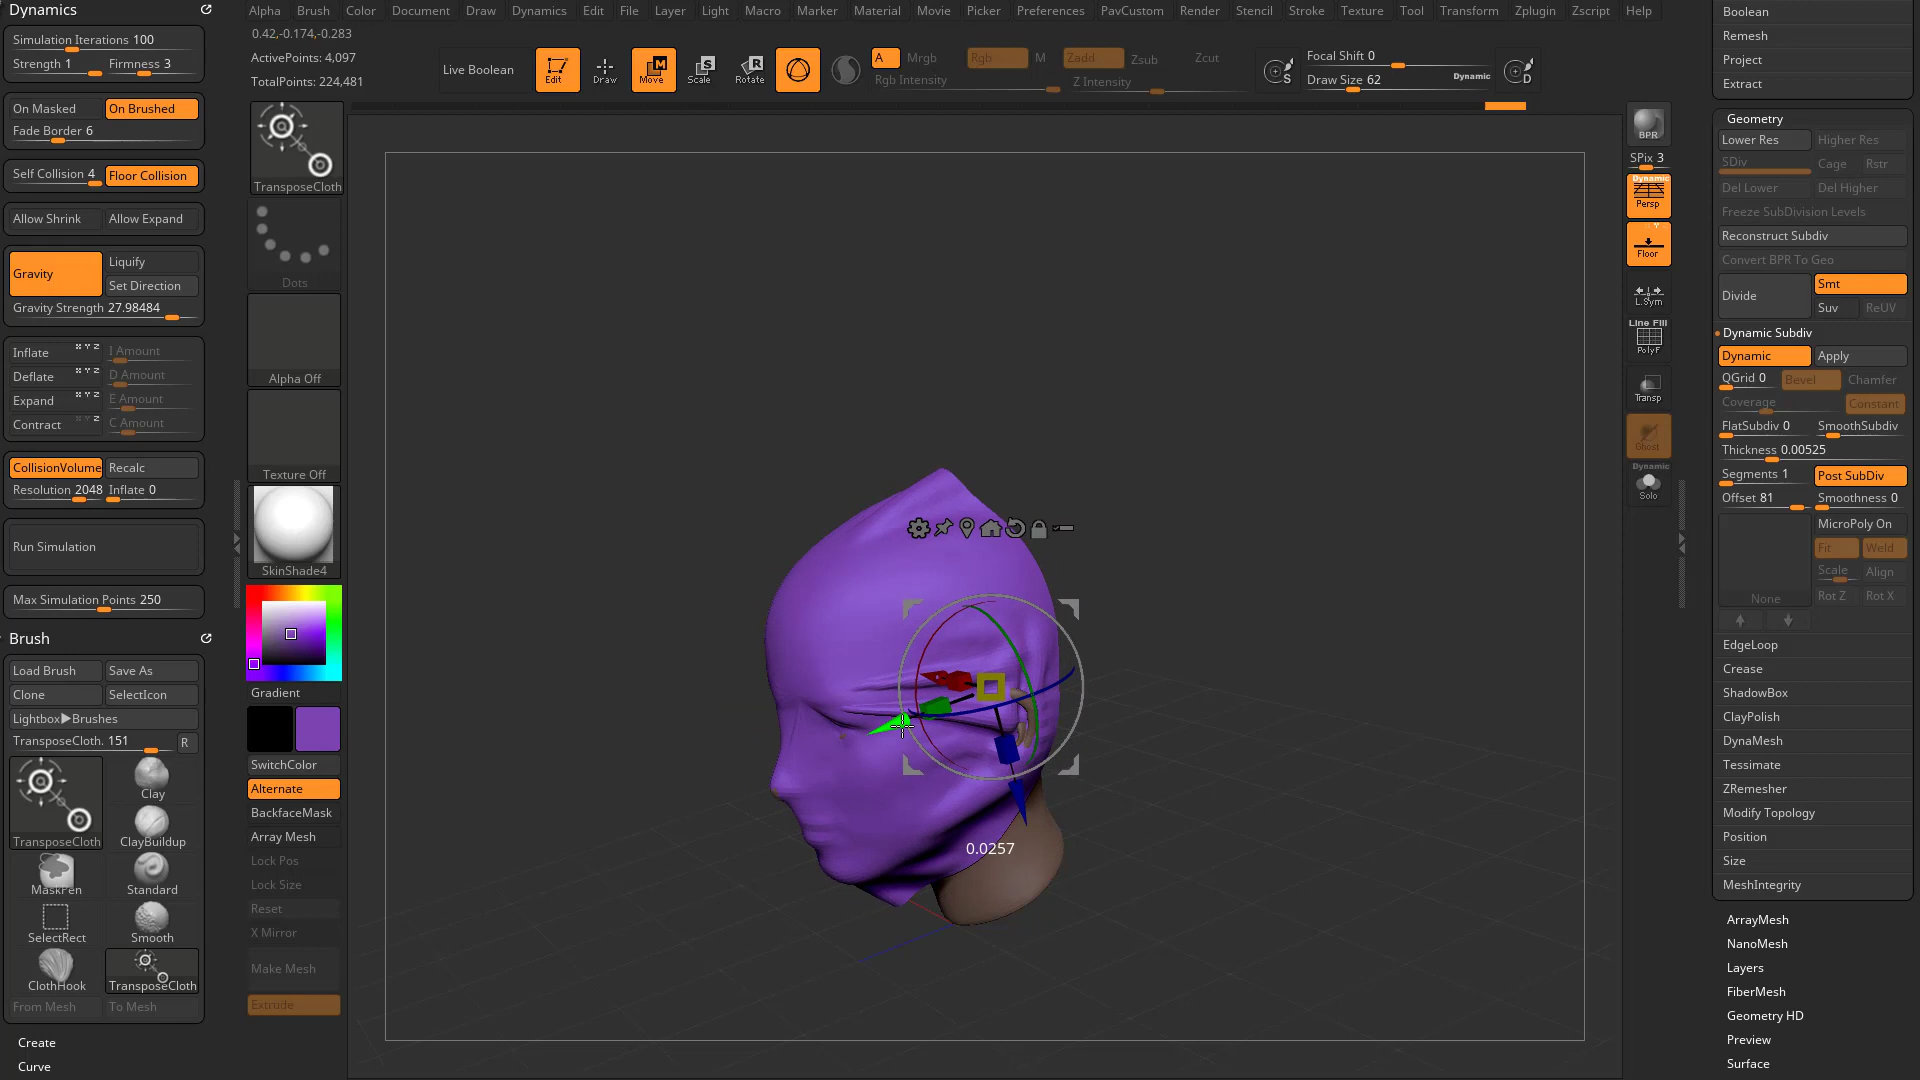 Dynamics
Simulation Iterations 100
Strength 1 Firmness 3
On Masked On Brushed
Fade Border 6
Self Collision 4 Floor Collision
Allow Shrink Allow Expand
Gravity Liquify
Set Direction
Gravity Strength 27.98484
Inflate x Y Z I Amount
Deflate x Y Z D Amount
Expand x Y Z E Amount
Contract x Y Z C Amount
CollisionVolume Recalc
Resolution 2048 Inflate 0
Run Simulation
Max Simulation Points 250
Brush
Load Brush Save As
Clone SelectIcon
Lightbox▶Brushes
TransposeCloth. 151 R
TransposeCloth Clay
ClayBuildup
MaskPen Standard
SelectRect Smooth
ClothHook TransposeCloth
From Mesh To Mesh
Create
Curve
Alpha Brush Color Document Draw Dynamics Edit File Layer Light Macro Marker Material Movie Picker Preferences PavCustom Render Stencil Stroke Texture Tool Transform Zplugin Zscript Help
0.42,-0.174,-0.283
ActivePoints: 4,097
TotalPoints: 224,481
Live Boolean
Edit Draw Move Scale Rotate
A Mrgb Rgb M Zadd Zsub Zcut
Rgb Intensity Z Intensity
Focal Shift 0
Draw Size 62 Dynamic
S D
TransposeCloth
Dots
Alpha Off
Texture Off
SkinShade4
Gradient
SwitchColor
Alternate
BackfaceMask
Array Mesh
Lock Pos
Lock Size
Reset
X Mirror
Make Mesh
Extrude
0.0257
BPR
SPix 3
Dynamic
Persp
Floor
L.Sym
Line Fill
PolyF
Transp
Ghost
Dynamic
Solo
Boolean
Remesh
Project
Extract
Geometry
Lower Res Higher Res
SDiv Cage Rstr
Del Lower Del Higher
Freeze SubDivision Levels
Reconstruct Subdiv
Convert BPR To Geo
Divide Smt
Suv ReUV
Dynamic Subdiv
Dynamic Apply
QGrid 0 Bevel Chamfer
Coverage Constant
FlatSubdiv 0 SmoothSubdiv
Thickness 0.00525
Segments 1 Post SubDiv
Offset 81 Smoothness 0
MicroPoly On
Fit Weld
Scale Align
None Rot Z Rot X
EdgeLoop
Crease
ShadowBox
ClayPolish
DynaMesh
Tessimate
ZRemesher
Modify Topology
Position
Size
MeshIntegrity
ArrayMesh
NanoMesh
Layers
FiberMesh
Geometry HD
Preview
Surface